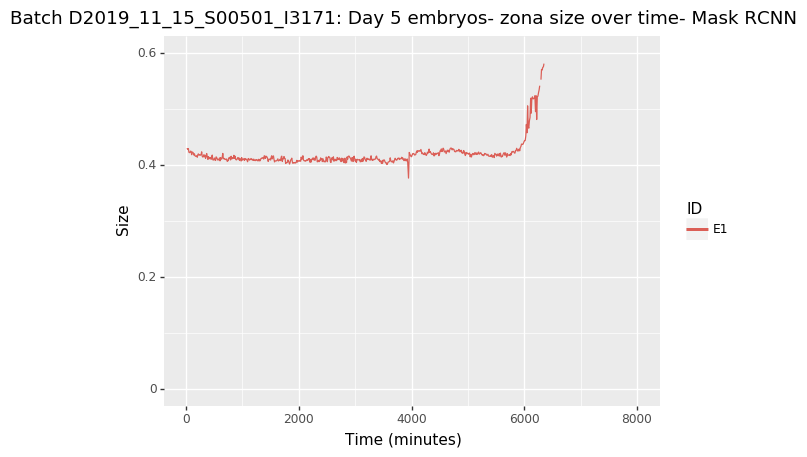 Batch D2019_11_15_S00501_I3171: Day 5 embryos- zona size over time- Mask RCNN
0.6
0.4
0.2
0
Size
0 2000 4000 6000 8000
Time (minutes)
ID
E1